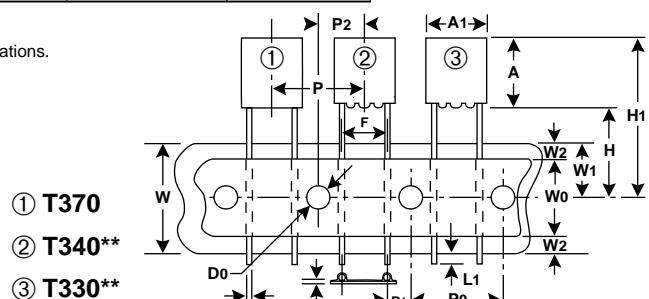 ations.
P2
A1
① ② ③
A
P
H1
F
H
W2
W1
W
W0
① T370
② T340**
W2
D0
L1
③ T330**